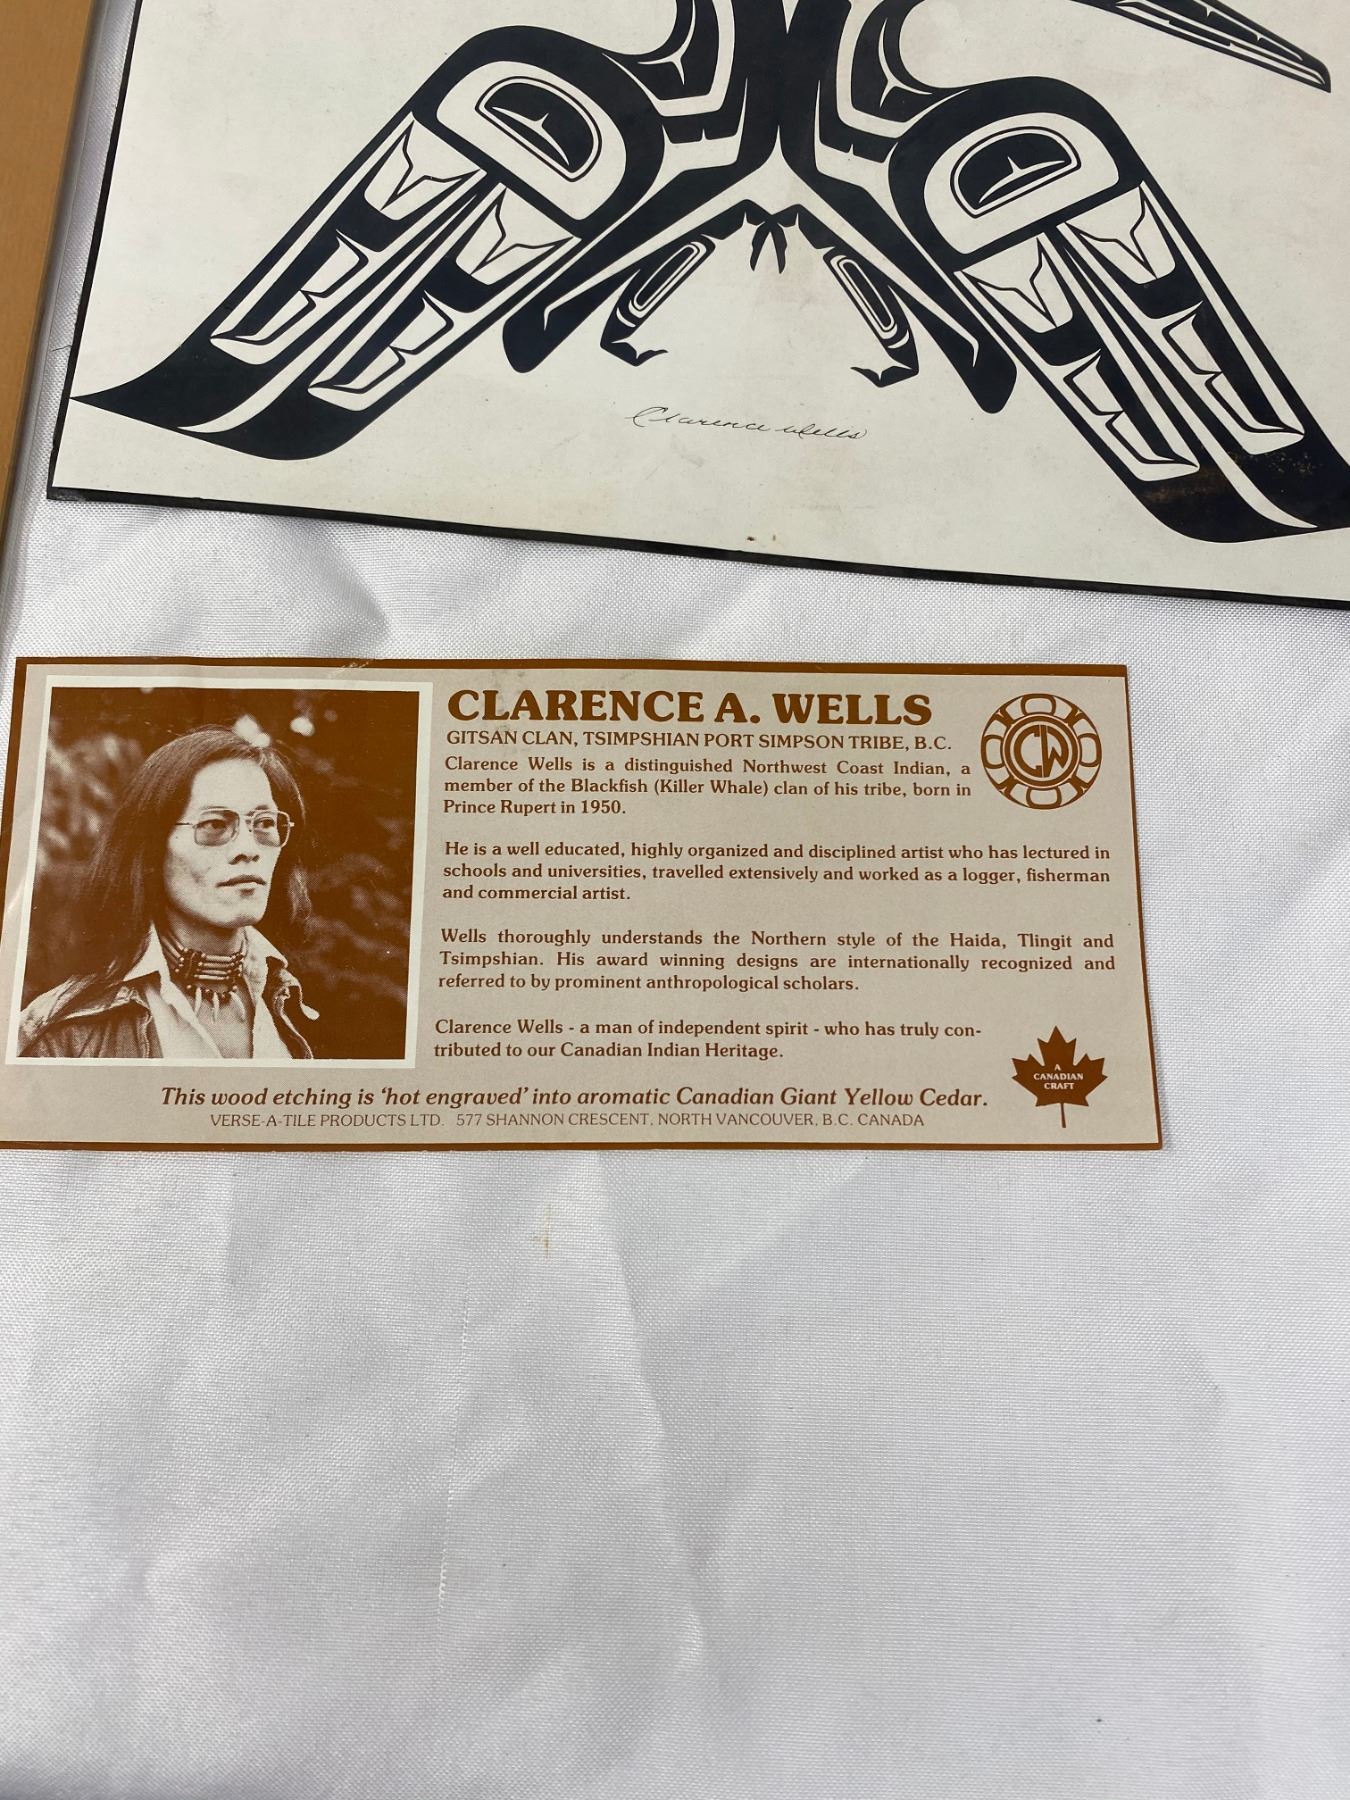 Clarence Wells
CLARENCE A. WELLS
GITSAN CLAN, TSIMPSHIAN PORT SIMPSON TRIBE, B.C.
Clarence Wells is a distinguished Northwest Coast Indian, a
member of the Blackfish (Killer Whale) clan of his tribe, born in
Prince Rupert in 1950.
CW
He is a well educated, highly organized and disciplined artist who has lectured in
schools and universities, travelled extensively and worked as a logger, fisherman
and commercial artist.
Wells thoroughly understands the Northern style of the Haida, Tlingit and
Tsimpshian. His award winning designs are internationally recognized and
referred to by prominent anthropological scholars.
Clarence Wells - a man of independent spirit - who has truly con-
tributed to our Canadian Indian Heritage.
A
CANADIAN
CRAFT
This wood etching is 'hot engraved' into aromatic Canadian Giant Yellow Cedar.
VERSE-A-TILE PRODUCTS LTD. 577 SHANNON CRESCENT, NORTH VANCOUVER, B.C. CANADA